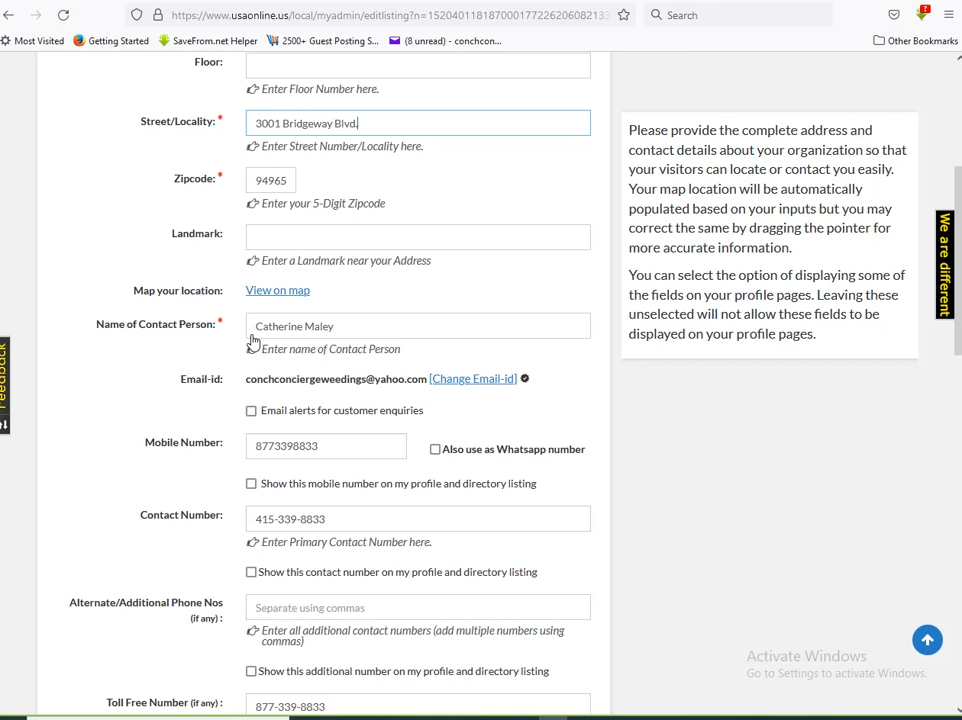 https://www.usaonline.us/local/myadmin/editlisting?n=15204011818700017722620608213
Search
Most Visited
Getting Started
SaveFrom.net Helper
2500+ Guest Posting S...
(8 unread) - conchcon...
Other Bookmarks
Floor:
Enter Floor Number here.
Street/Locality: *
3001 Bridgeway Blvd.
Enter Street Number/Locality here.
Zipcode: *
94965
Enter your 5-Digit Zipcode
Landmark:
Enter a Landmark near your Address
Map your location:
View on map
Name of Contact Person: *
Catherine Maley
Enter name of Contact Person
Email-id:
conchconciergeweedings@yahoo.com [Change Email-id]
Email alerts for customer enquiries
Mobile Number:
8773398833
Also use as Whatsapp number
Show this mobile number on my profile and directory listing
Contact Number:
415-339-8833
Enter Primary Contact Number here.
Show this contact number on my profile and directory listing
Alternate/Additional Phone Nos
(if any) :
Separate using commas
Enter all additional contact numbers (add multiple numbers using
commas)
Show this additional number on my profile and directory listing
Toll Free Number (if any) :
877-339-8833
Please provide the complete address and
contact details about your organization so that
your visitors can locate or contact you easily.
Your map location will be automatically
populated based on your inputs but you may
correct the same by dragging the pointer for
more accurate information.
You can select the option of displaying some of
the fields on your profile pages. Leaving these
unselected will not allow these fields to be
displayed on your profile pages.
We are different
Feedback
Activate Windows
Go to Settings to activate Windows.